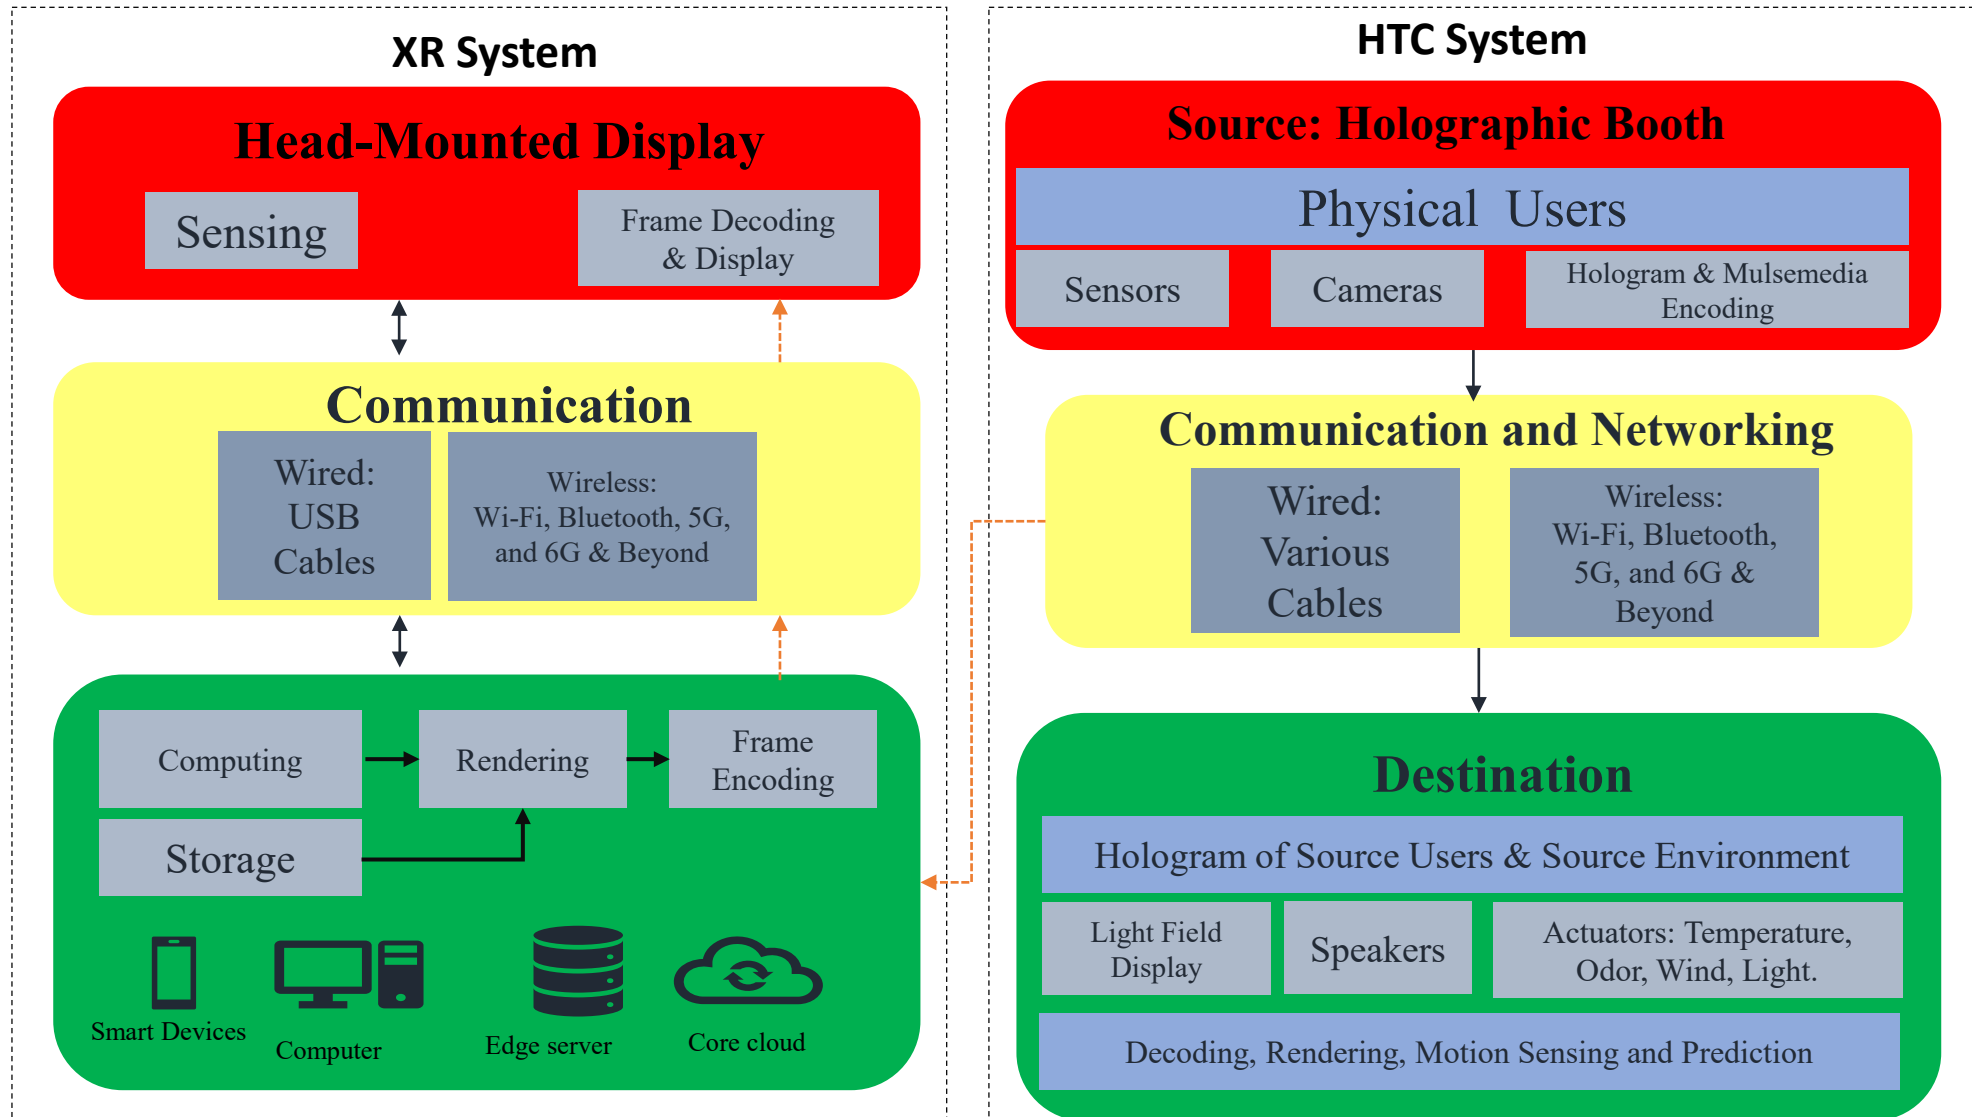 XR System
Head-Mounted Display
Sensing
Frame Decoding
& Display
Communication
Wired:
USB
Cables
Wireless:
Wi-Fi, Bluetooth, 5G,
and 6G & Beyond
Computing
Rendering
Frame
Encoding
Storage
Smart Devices
Computer
Edge server
Core cloud
HTC System
Source: Holographic Booth
Physical Users
Sensors
Cameras
Hologram & Mulsemedia
Encoding
Communication and Networking
Wired:
Various
Cables
Wireless:
Wi-Fi, Bluetooth,
5G, and 6G &
Beyond
Destination
Hologram of Source Users & Source Environment
Light Field
Display
Speakers
Actuators: Temperature,
Odor, Wind, Light.
Decoding, Rendering, Motion Sensing and Prediction